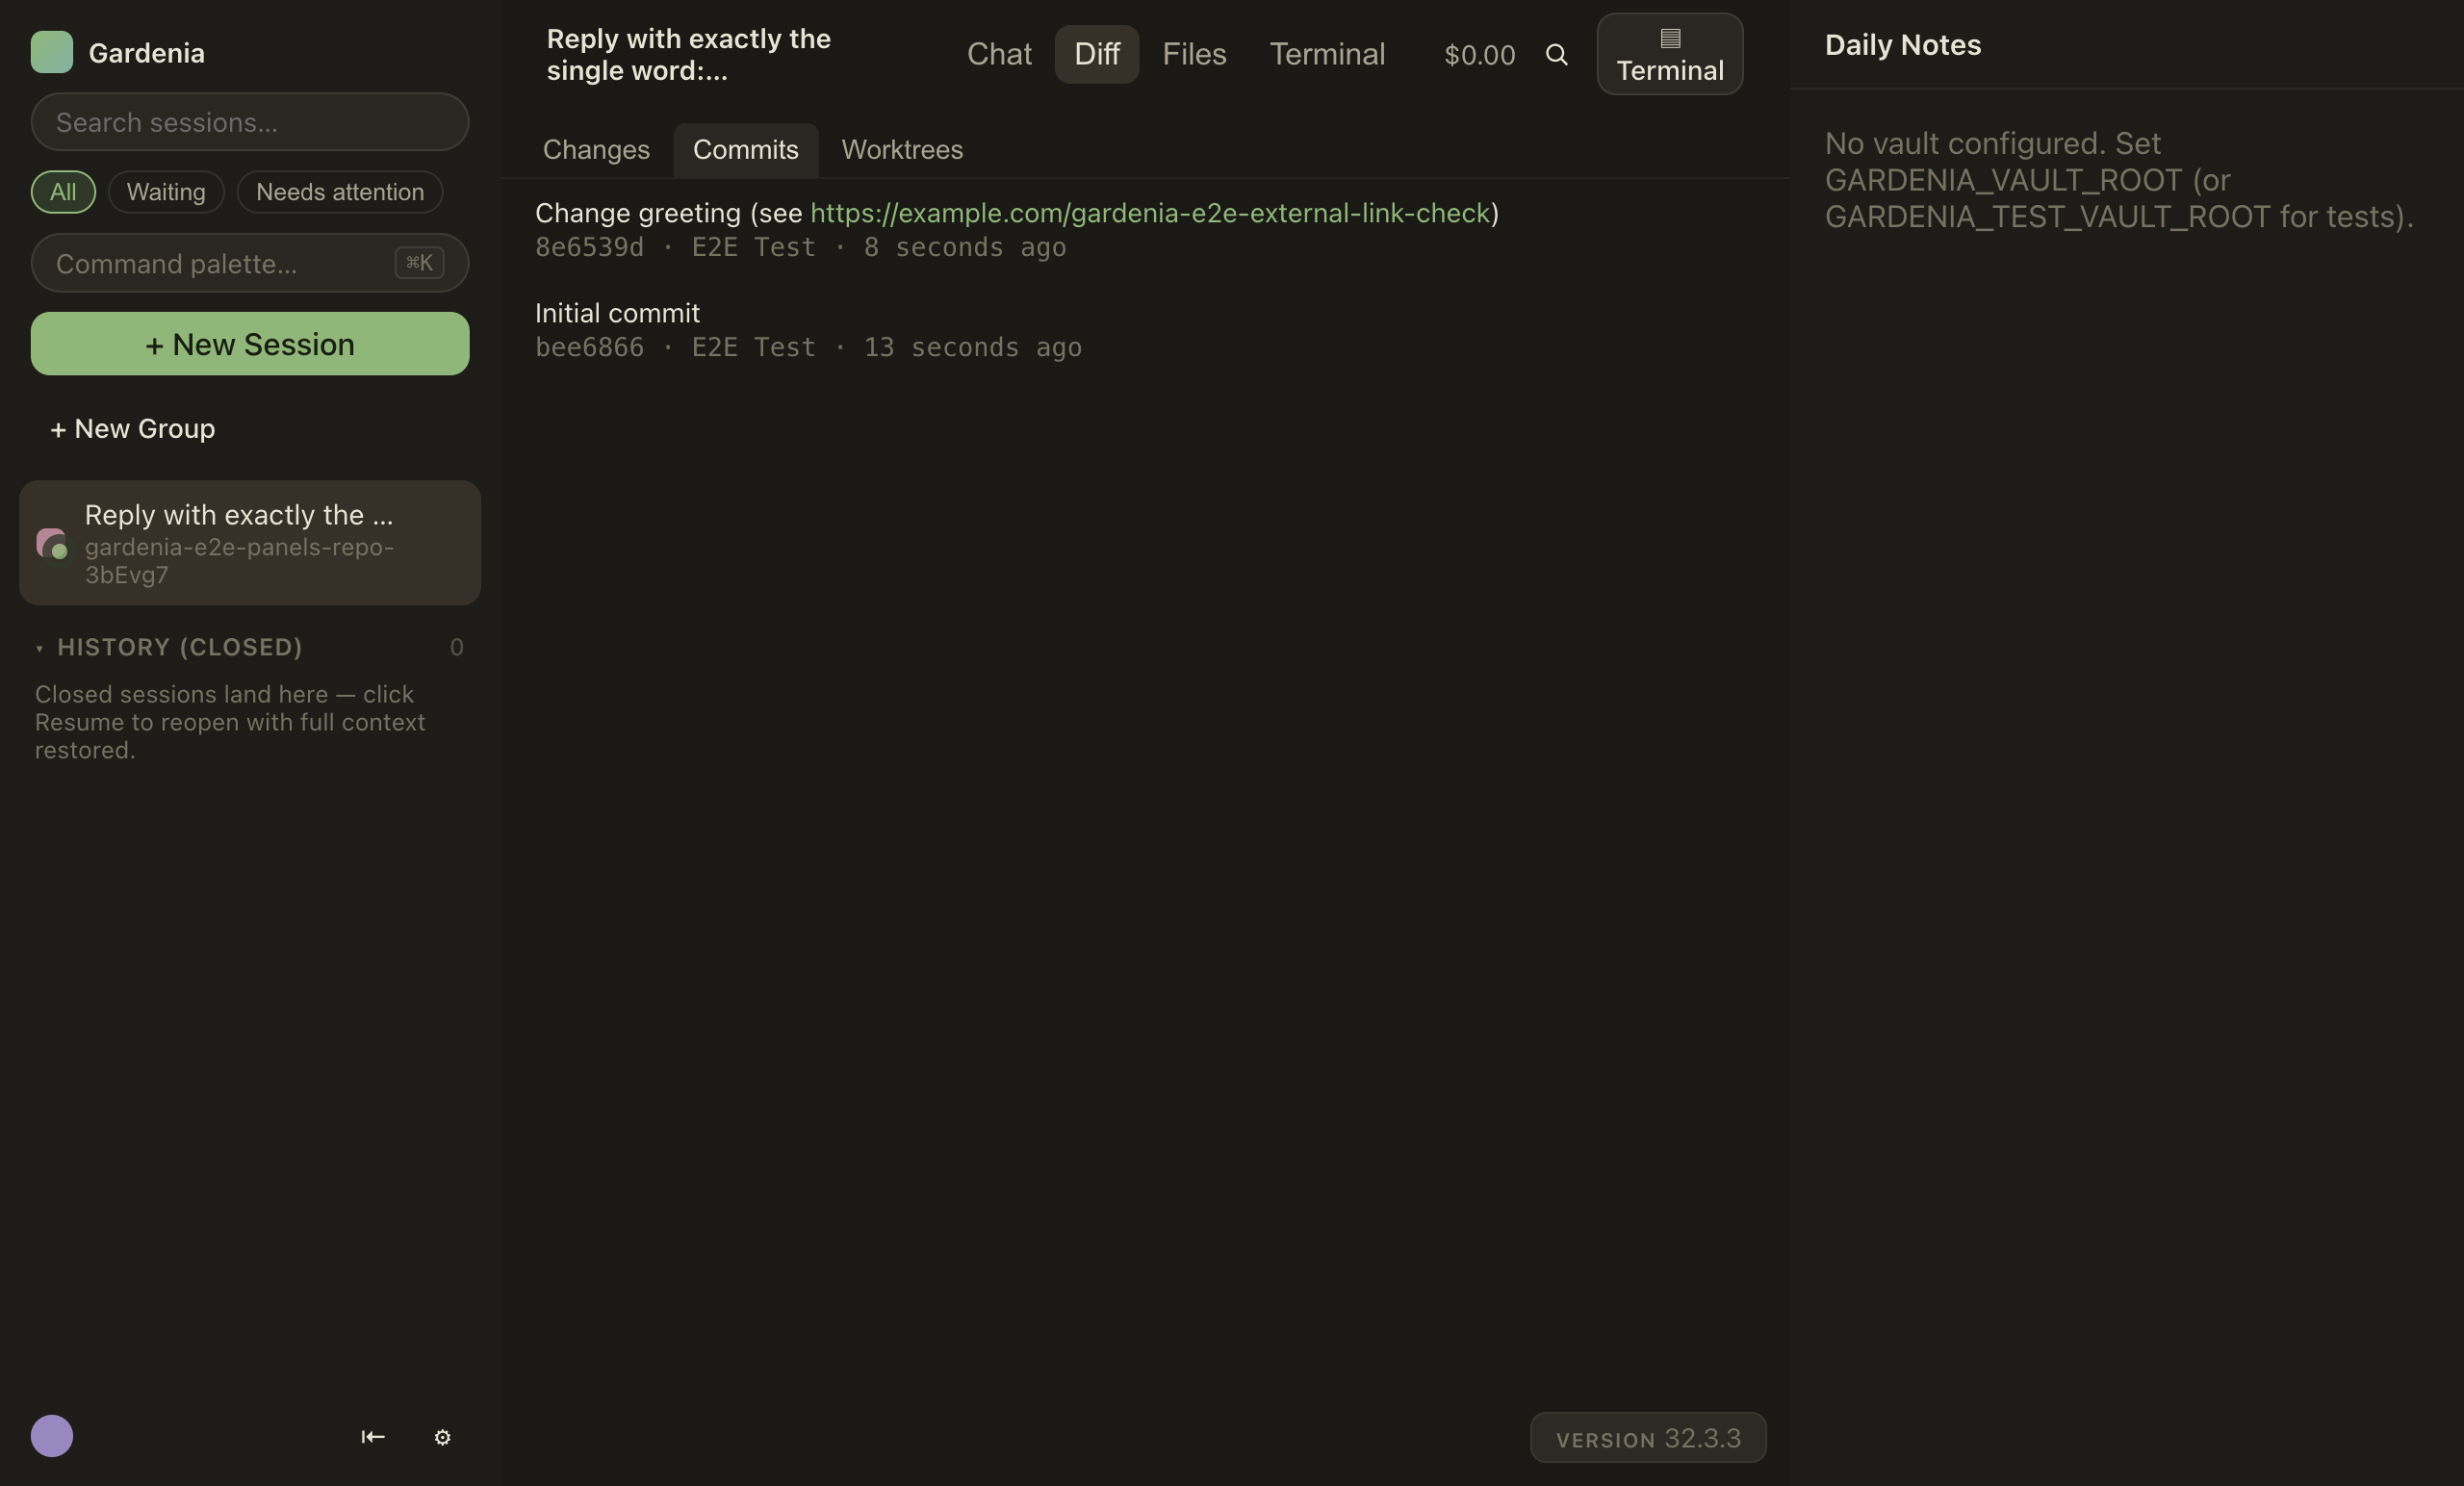 Gardenia
Search sessions...
All
Waiting
Needs attention
Command palette...
⌘K
+ New Session
+ New Group
Reply with exactly the ...
gardenia-e2e-panels-repo-
3bEvg7
▾ HISTORY (CLOSED) 0
Closed sessions land here — click
Resume to reopen with full context
restored.
Reply with exactly the
single word:...
Chat
Diff
Files
Terminal
$0.00
Terminal
Changes
Commits
Worktrees
Change greeting (see https://example.com/gardenia-e2e-external-link-check)
8e6539d · E2E Test · 8 seconds ago
Initial commit
bee6866 · E2E Test · 13 seconds ago
VERSION 32.3.3
Daily Notes
No vault configured. Set
GARDENIA_VAULT_ROOT (or
GARDENIA_TEST_VAULT_ROOT for tests).